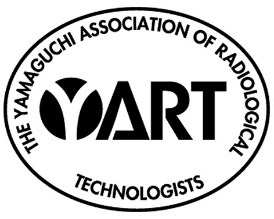 THE YAMAGUCHI ASSOCIATION OF RADIOLOGICAL
YART
TECHNOLOGISTS